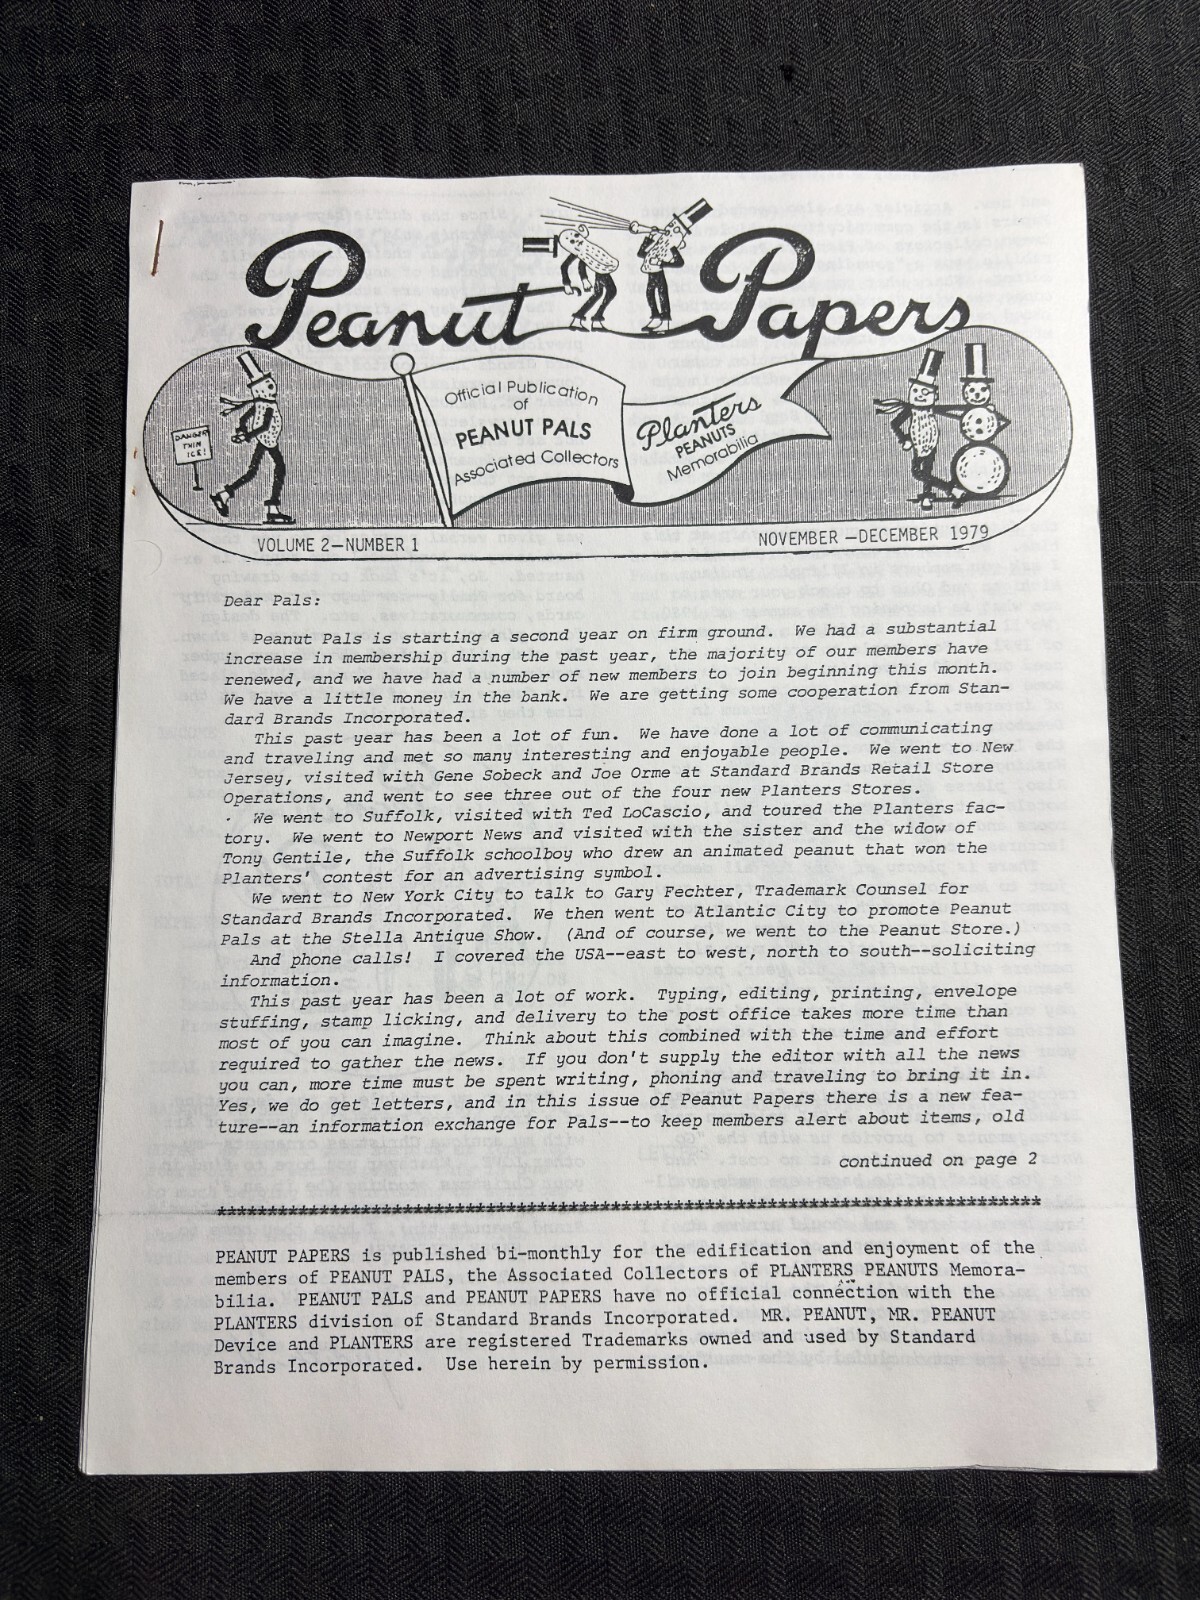 Peanut Papers
Official Publication
of
PEANUT PALS
Associated Collectors
Planters
PEANUTS
Memorabilia
DANGER
THIN
ICE!
VOLUME 2—NUMBER 1
NOVEMBER —DECEMBER 1979
Dear Pals:
Peanut Pals is starting a second year on firm ground. We had a substantial
increase in membership during the past year, the majority of our members have
renewed, and we have had a number of new members to join beginning this month.
We have a little money in the bank. We are getting some cooperation from Stan-
dard Brands Incorporated.
This past year has been a lot of fun. We have done a lot of communicating
and traveling and met so many interesting and enjoyable people. We went to New
Jersey, visited with Gene Sobeck and Joe Orme at Standard Brands Retail Store
Operations, and went to see three out of the four new Planters Stores.
We went to Suffolk, visited with Ted LoCascio, and toured the Planters fac-
tory. We went to Newport News and visited with the sister and the widow of
Tony Gentile, the Suffolk schoolboy who drew an animated peanut that won the
Planters' contest for an advertising symbol.
We went to New York City to talk to Gary Fechter, Trademark Counsel for
Standard Brands Incorporated. We then went to Atlantic City to promote Peanut
Pals at the Stella Antique Show. (And of course, we went to the Peanut Store.)
And phone calls! I covered the USA--east to west, north to south--soliciting
information.
This past year has been a lot of work. Typing, editing, printing, envelope
stuffing, stamp licking, and delivery to the post office takes more time than
most of you can imagine. Think about this combined with the time and effort
required to gather the news. If you don't supply the editor with all the news
you can, more time must be spent writing, phoning and traveling to bring it in.
Yes, we do get letters, and in this issue of Peanut Papers there is a new fea-
ture--an information exchange for Pals--to keep members alert about items, old
continued on page 2
**********************************************************************************
PEANUT PAPERS is published bi-monthly for the edification and enjoyment of the
members of PEANUT PALS, the Associated Collectors of PLANTERS PEANUTS Memora-
bilia. PEANUT PALS and PEANUT PAPERS have no official connection with the
PLANTERS division of Standard Brands Incorporated. MR. PEANUT, MR. PEANUT
Device and PLANTERS are registered Trademarks owned and used by Standard
Brands Incorporated. Use herein by permission.